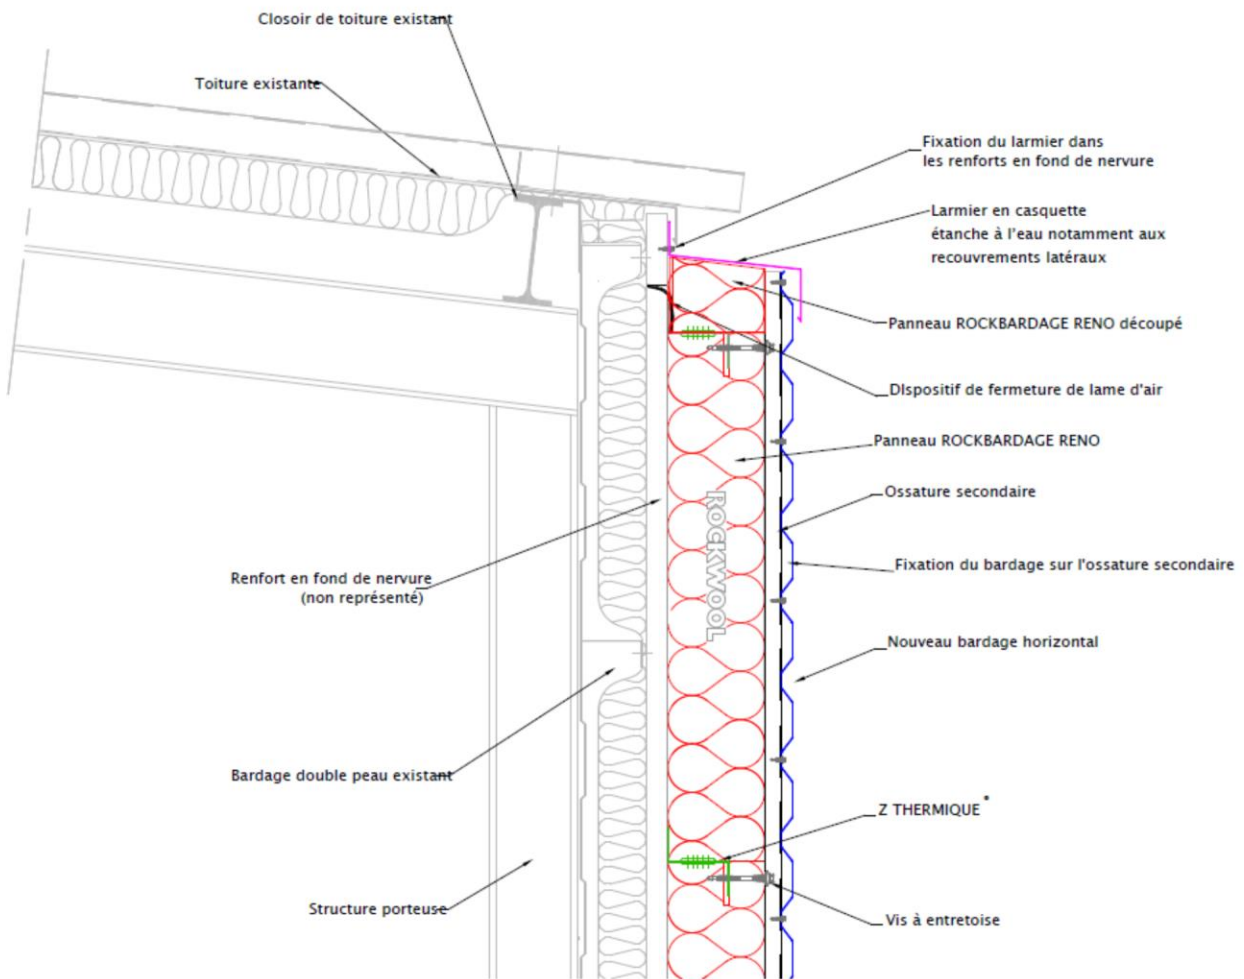 Closoir de toiture existant
Toiture existante
Fixation du larmier dans
les renforts en fond de nervure
Larmier en casquette
étanche à l'eau notamment aux
recouvrements latéraux
Panneau ROCKBARDAGE RENO découpé
DIspositif de fermeture de lame d'air
Panneau ROCKBARDAGE RENO
Ossature secondaire
ROCKWOOL
Fixation du bardage sur l'ossature secondaire
Renfort en fond de nervure
(non représenté)
Nouveau bardage horizontal
Bardage double peau existant
Z THERMIQUE *
Structure porteuse
Vis à entretoise